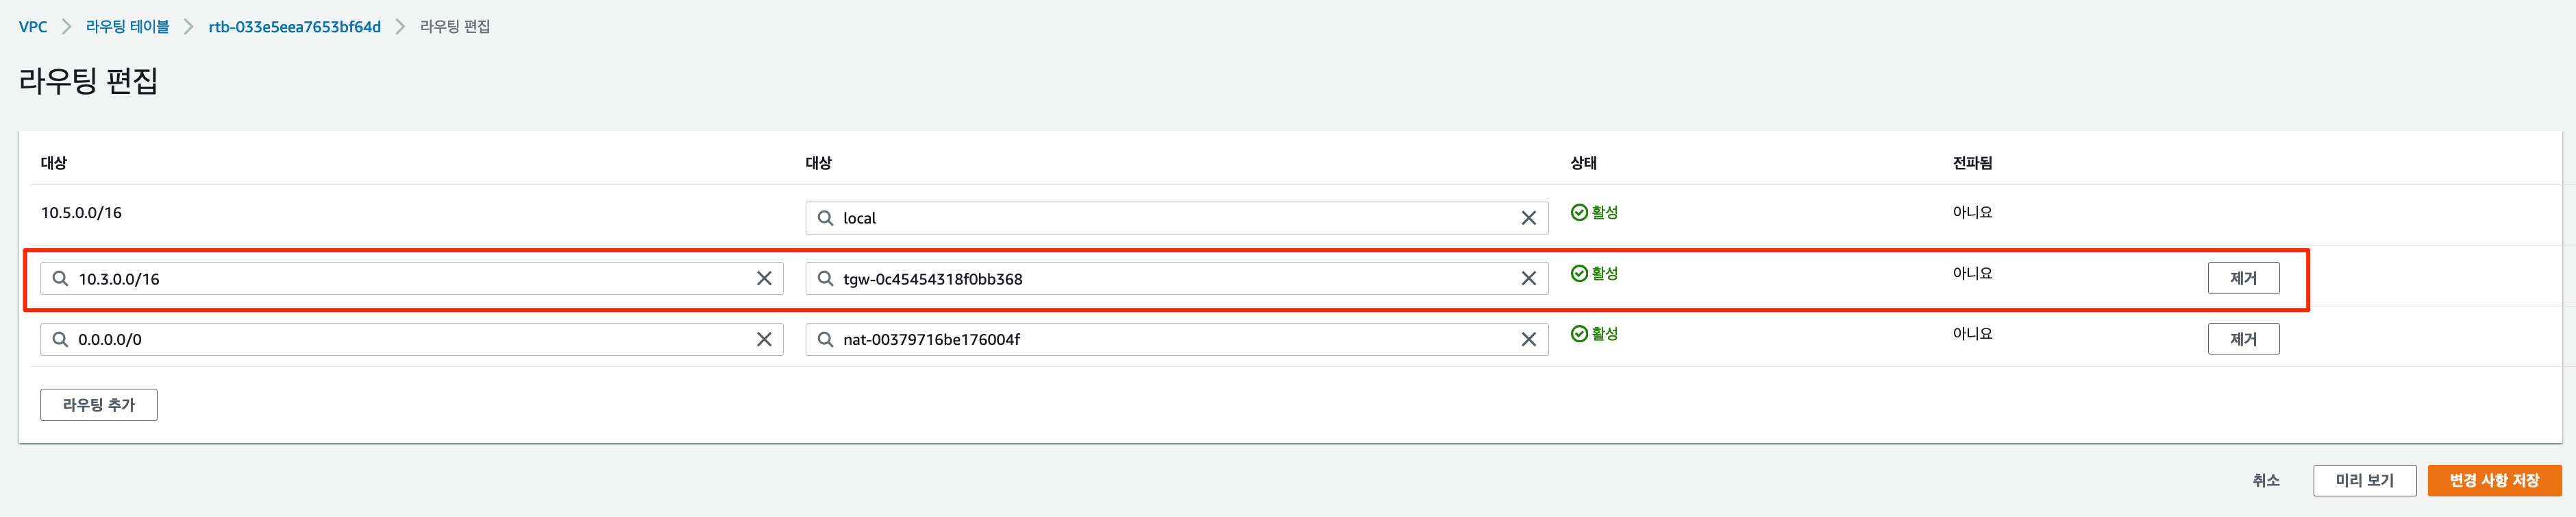 VPC > 라우팅 테이블 > rtb-033e5eea7653bf64d > 라우팅 편집
라우팅 편집
대상 대상 상태 전파됨
10.5.0.0/16 local 활성 아니요
10.3.0.0/16 tgw-0c45454318f0bb368 활성 아니요 제거
0.0.0.0/0 nat-00379716be176004f 활성 아니요 제거
라우팅 추가
취소 미리 보기 변경 사항 저장